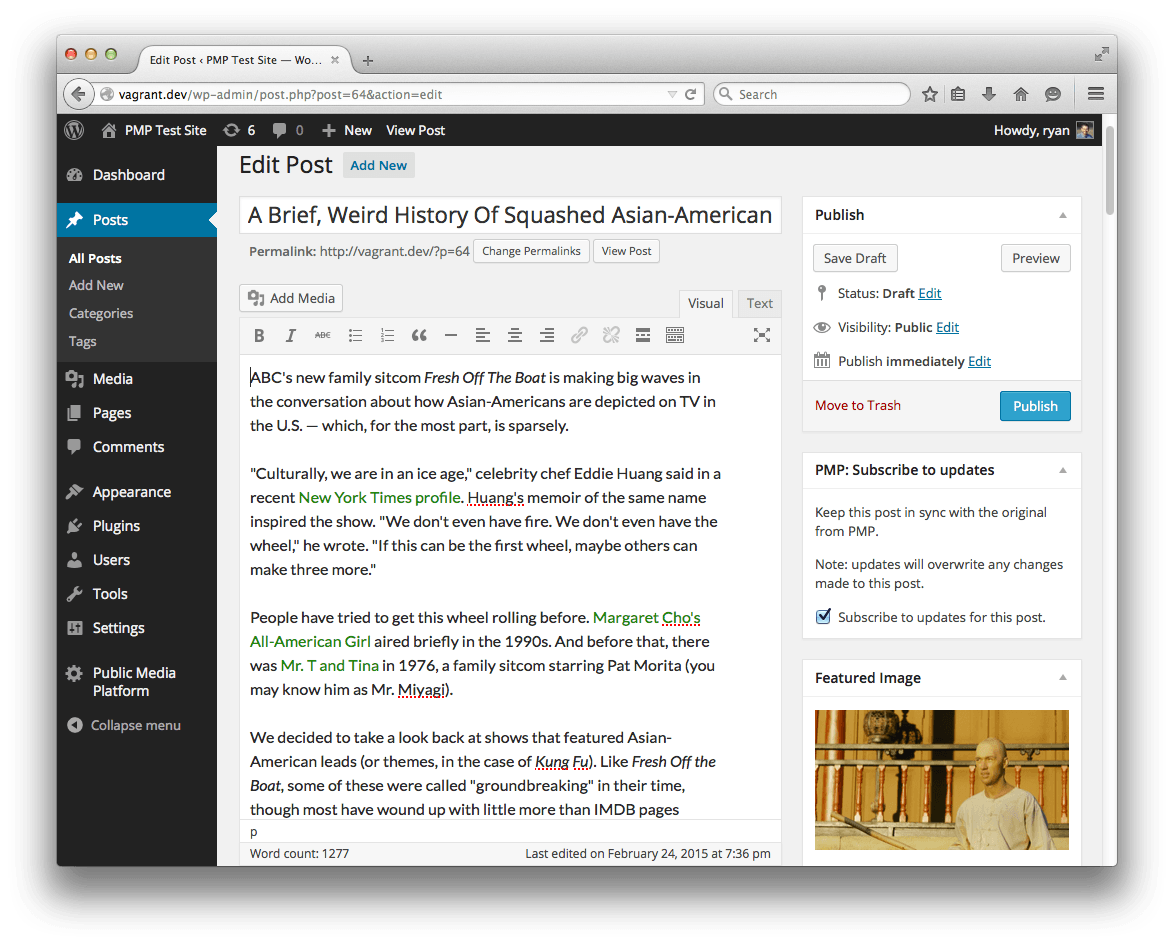 Edit Post ‹ PMP Test Site — Wo...
vagrant.dev/wp-admin/post.php?post=64&action=edit
Search
PMP Test Site
6
0
New
View Post
Howdy, ryan
Dashboard
Posts
All Posts
Add New
Categories
Tags
Media
Pages
Comments
Appearance
Plugins
Users
Tools
Settings
Public Media
Platform
Collapse menu
Edit Post
Add New
A Brief, Weird History Of Squashed Asian-American
Permalink: http://vagrant.dev/?p=64
Change Permalinks
View Post
Add Media
Visual
Text
B
I
ABC
ABC's new family sitcom Fresh Off The Boat is making big waves in
the conversation about how Asian-Americans are depicted on TV in
the U.S. — which, for the most part, is sparsely.
"Culturally, we are in an ice age," celebrity chef Eddie Huang said in a
recent New York Times profile. Huang's memoir of the same name
inspired the show. "We don't even have fire. We don't even have the
wheel," he wrote. "If this can be the first wheel, maybe others can
make three more."
People have tried to get this wheel rolling before. Margaret Cho's
All-American Girl aired briefly in the 1990s. And before that, there
was Mr. T and Tina in 1976, a family sitcom starring Pat Morita (you
may know him as Mr. Miyagi).
We decided to take a look back at shows that featured Asian-
American leads (or themes, in the case of Kung Fu). Like Fresh Off the
Boat, some of these were called "groundbreaking" in their time,
though most have wound up with little more than IMDB pages
p
Word count: 1277
Last edited on February 24, 2015 at 7:36 pm
Publish
Save Draft
Preview
Status: Draft Edit
Visibility: Public Edit
Publish immediately Edit
Move to Trash
Publish
PMP: Subscribe to updates
Keep this post in sync with the original
from PMP.
Note: updates will overwrite any changes
made to this post.
Subscribe to updates for this post.
Featured Image